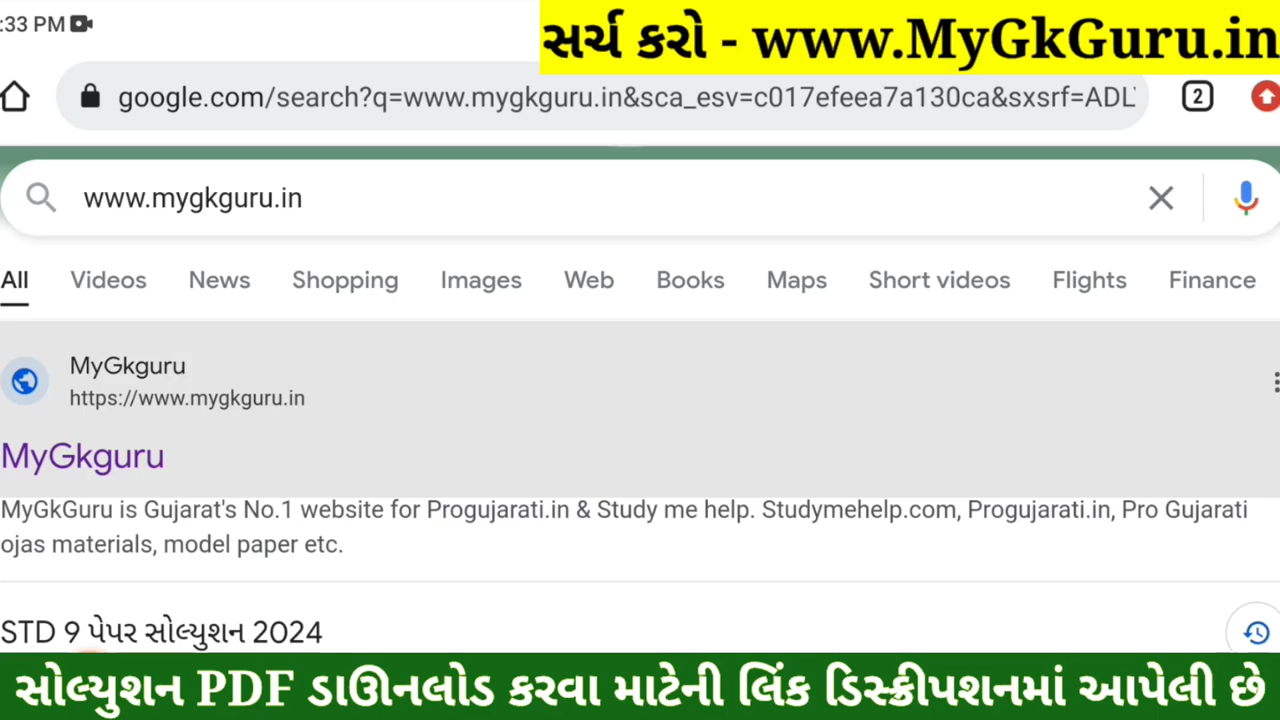 :33 PM
સર્ચ કરો - www.MyGkGuru.in
google.com/search?q=www.mygkguru.in&sca_esv=c017efeea7a130ca&sxsrf=ADL
2
www.mygkguru.in
All Videos News Shopping Images Web Books Maps Short videos Flights Finance
MyGkguru
https://www.mygkguru.in
MyGkguru
MyGkGuru is Gujarat's No.1 website for Progujarati.in & Study me help. Studymehelp.com, Progujarati.in, Pro Gujarati
ojas materials, model paper etc.
STD 9 પેપર સોલ્યુશન 2024
સોલ્યુશન PDF ડાઊનલોડ કરવા માટેની લિંક ડિસ્ક્રીપશનમાં આપેલી છે